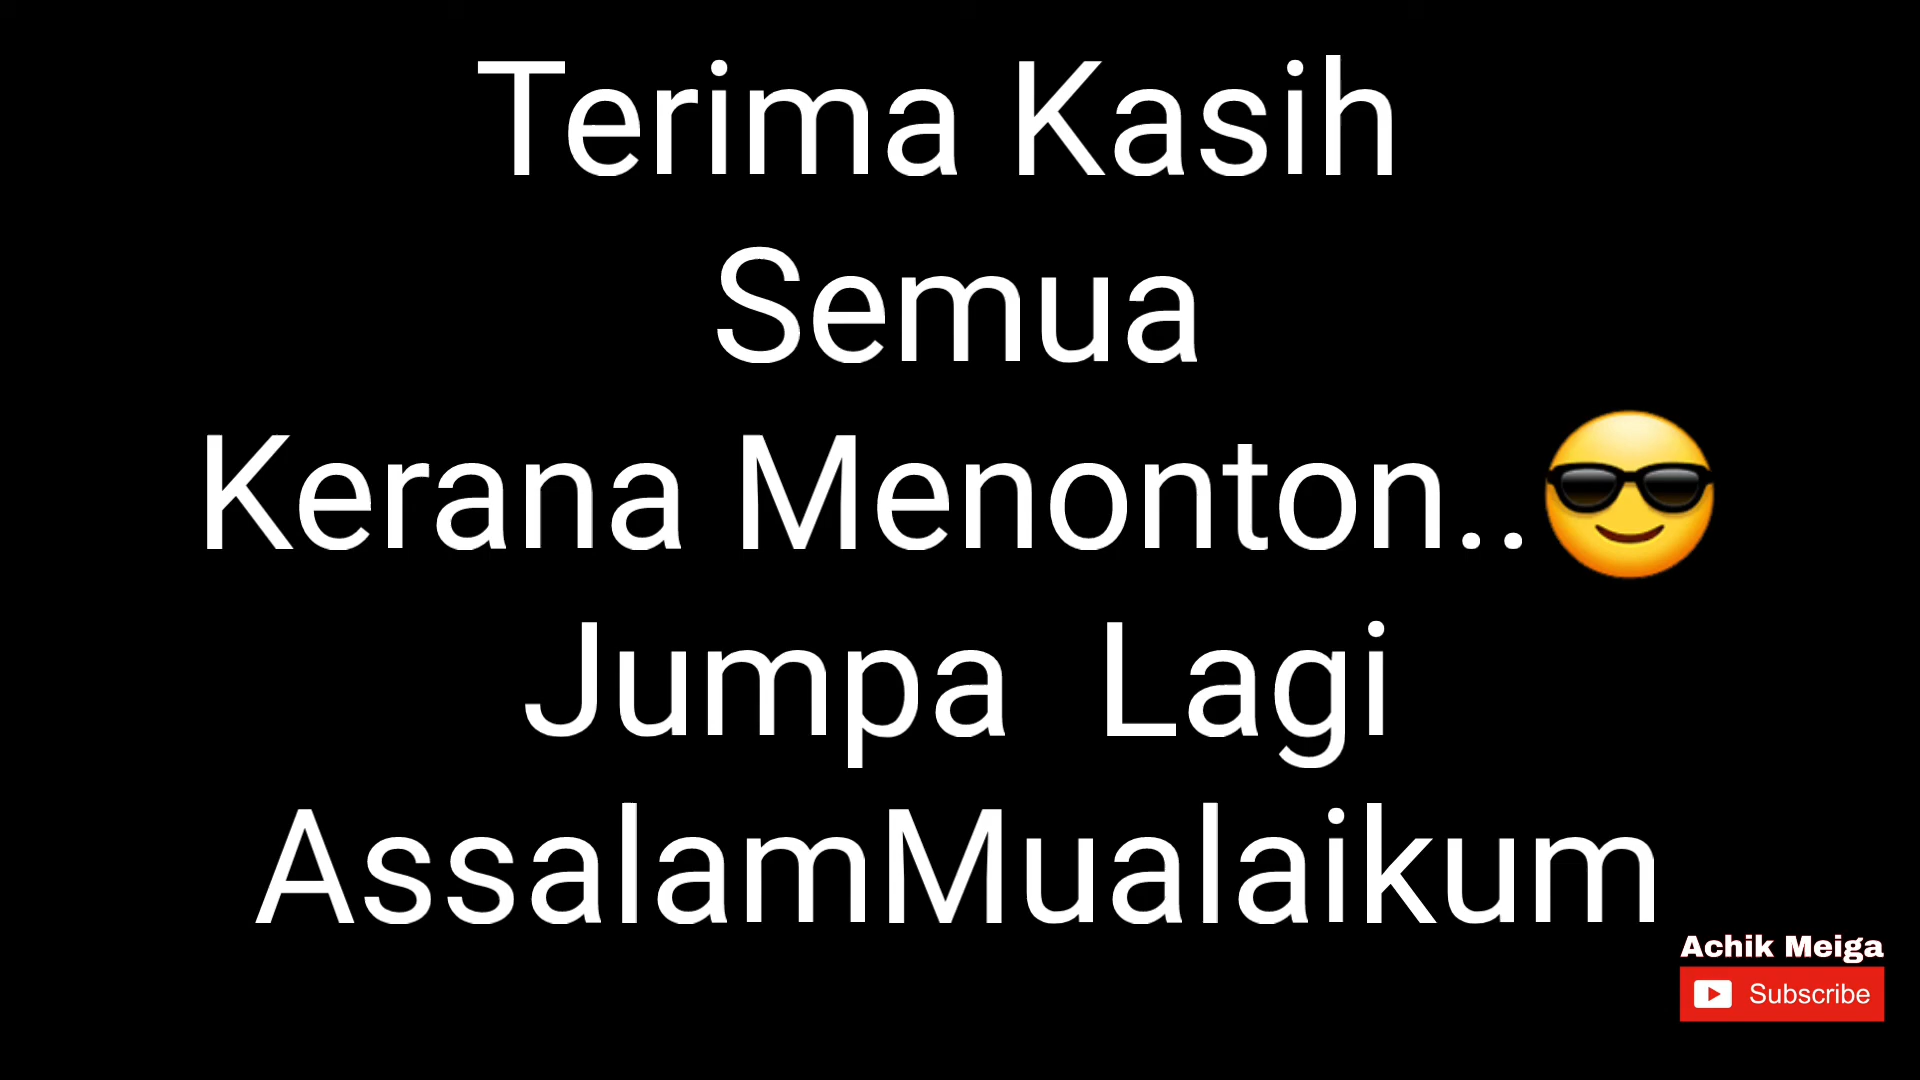 Terima Kasih
Semua
Kerana Menonton..😎
Jumpa  Lagi
AssalamMualaikum
Achik Meiga
Subscribe